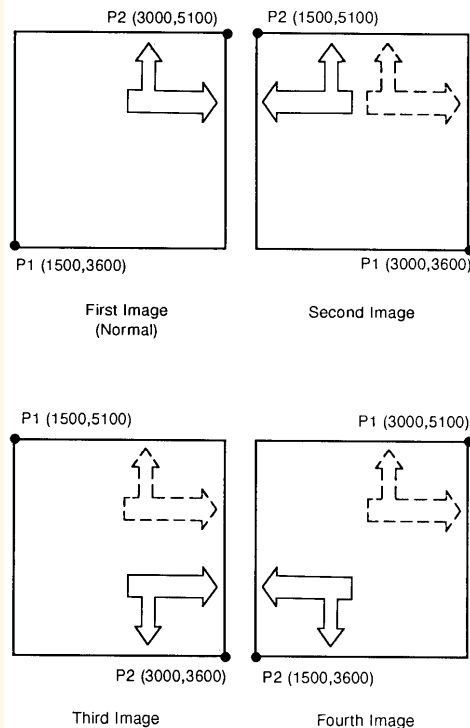 P2 (3000,5100)
P2 (1500,5100)
P1 (1500,3600)
P1 (3000,3600)
First Image
(Normal)
Second Image
P1 (1500,5100)
P1 (3000,5100)
P2 (3000,3600)
P2 (1500,3600)
Third Image
Fourth Image